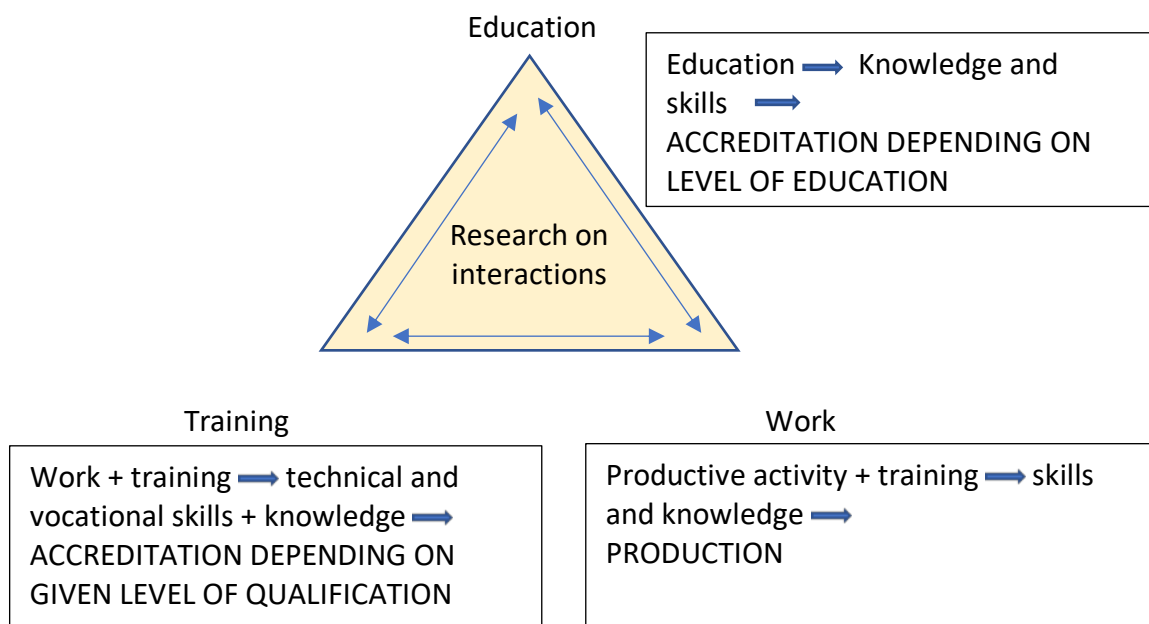 Education
Education ➡ Knowledge and
skills ➡
ACCREDITATION DEPENDING ON
LEVEL OF EDUCATION
Research on
interactions
Training
Work + training ➡ technical and
vocational skills + knowledge ➡
ACCREDITATION DEPENDING ON
GIVEN LEVEL OF QUALIFICATION
Work
Productive activity + training ➡ skills
and knowledge ➡
PRODUCTION